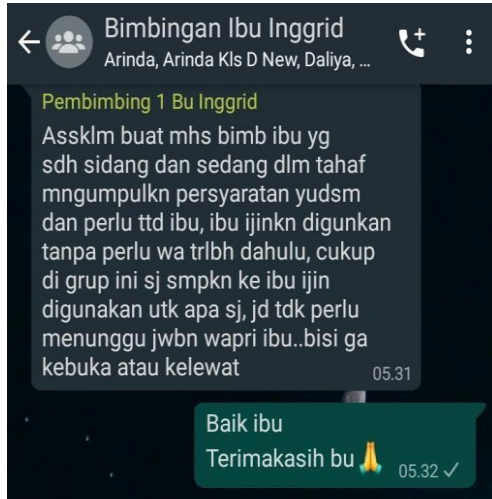 Bimbingan Ibu Inggrid
Arinda, Arinda Kls D New, Daliya, ...
Pembimbing 1 Bu Inggrid
Assklm buat mhs bimb ibu yg
sdh sidang dan sedang dlm tahaf
mngumpulkn persyaratan yudsm
dan perlu ttd ibu, ibu ijinkn digunkan
tanpa perlu wa trlbh dahulu, cukup
di grup ini sj smpkn ke ibu ijin
digunakan utk apa sj, jd tdk perlu
menunggu jwbn wapri ibu..bisi ga
kebuka atau kelewat
05.31
Baik ibu
Terimakasih bu 🙏
05.32 ✓